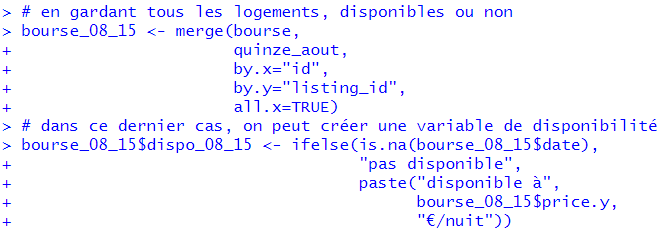 > # en gardant tous les logements, disponibles ou non
> bourse_08_15 <- merge(bourse,
+                       quinze_aout,
+                       by.x="id",
+                       by.y="listing_id",
+                       all.x=TRUE)
> # dans ce dernier cas, on peut créer une variable de disponibilité
> bourse_08_15$dispo_08_15 <- ifelse(is.na(bourse_08_15$date),
+                                    "pas disponible",
+                                    paste("disponible à",
+                                          bourse_08_15$price.y,
+                                          "€/nuit"))